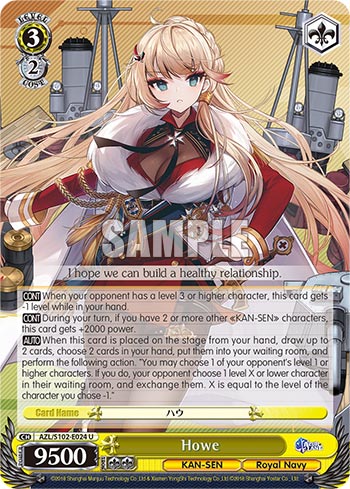 3
LEVEL
2
COST
SAMPLE
I hope we can build a healthy relationship.
CONT When your opponent has a level 3 or higher character, this card gets
-1 level while in your hand.
CONT During your turn, if you have 2 or more other «KAN-SEN» characters,
this card gets +2000 power.
AUTO When this card is placed on the stage from your hand, draw up to
2 cards, choose 2 cards in your hand, put them into your waiting room, and
perform the following action. "You may choose 1 of your opponent's level 1 or
higher characters. If you do, your opponent choose 1 level X or lower character
in their waiting room, and exchange them. X is equal to the level of the
character you chose -1."
Card Name ハウ
CH AZL/S102-E024 U
Howe
9500
KAN-SEN
Royal Navy